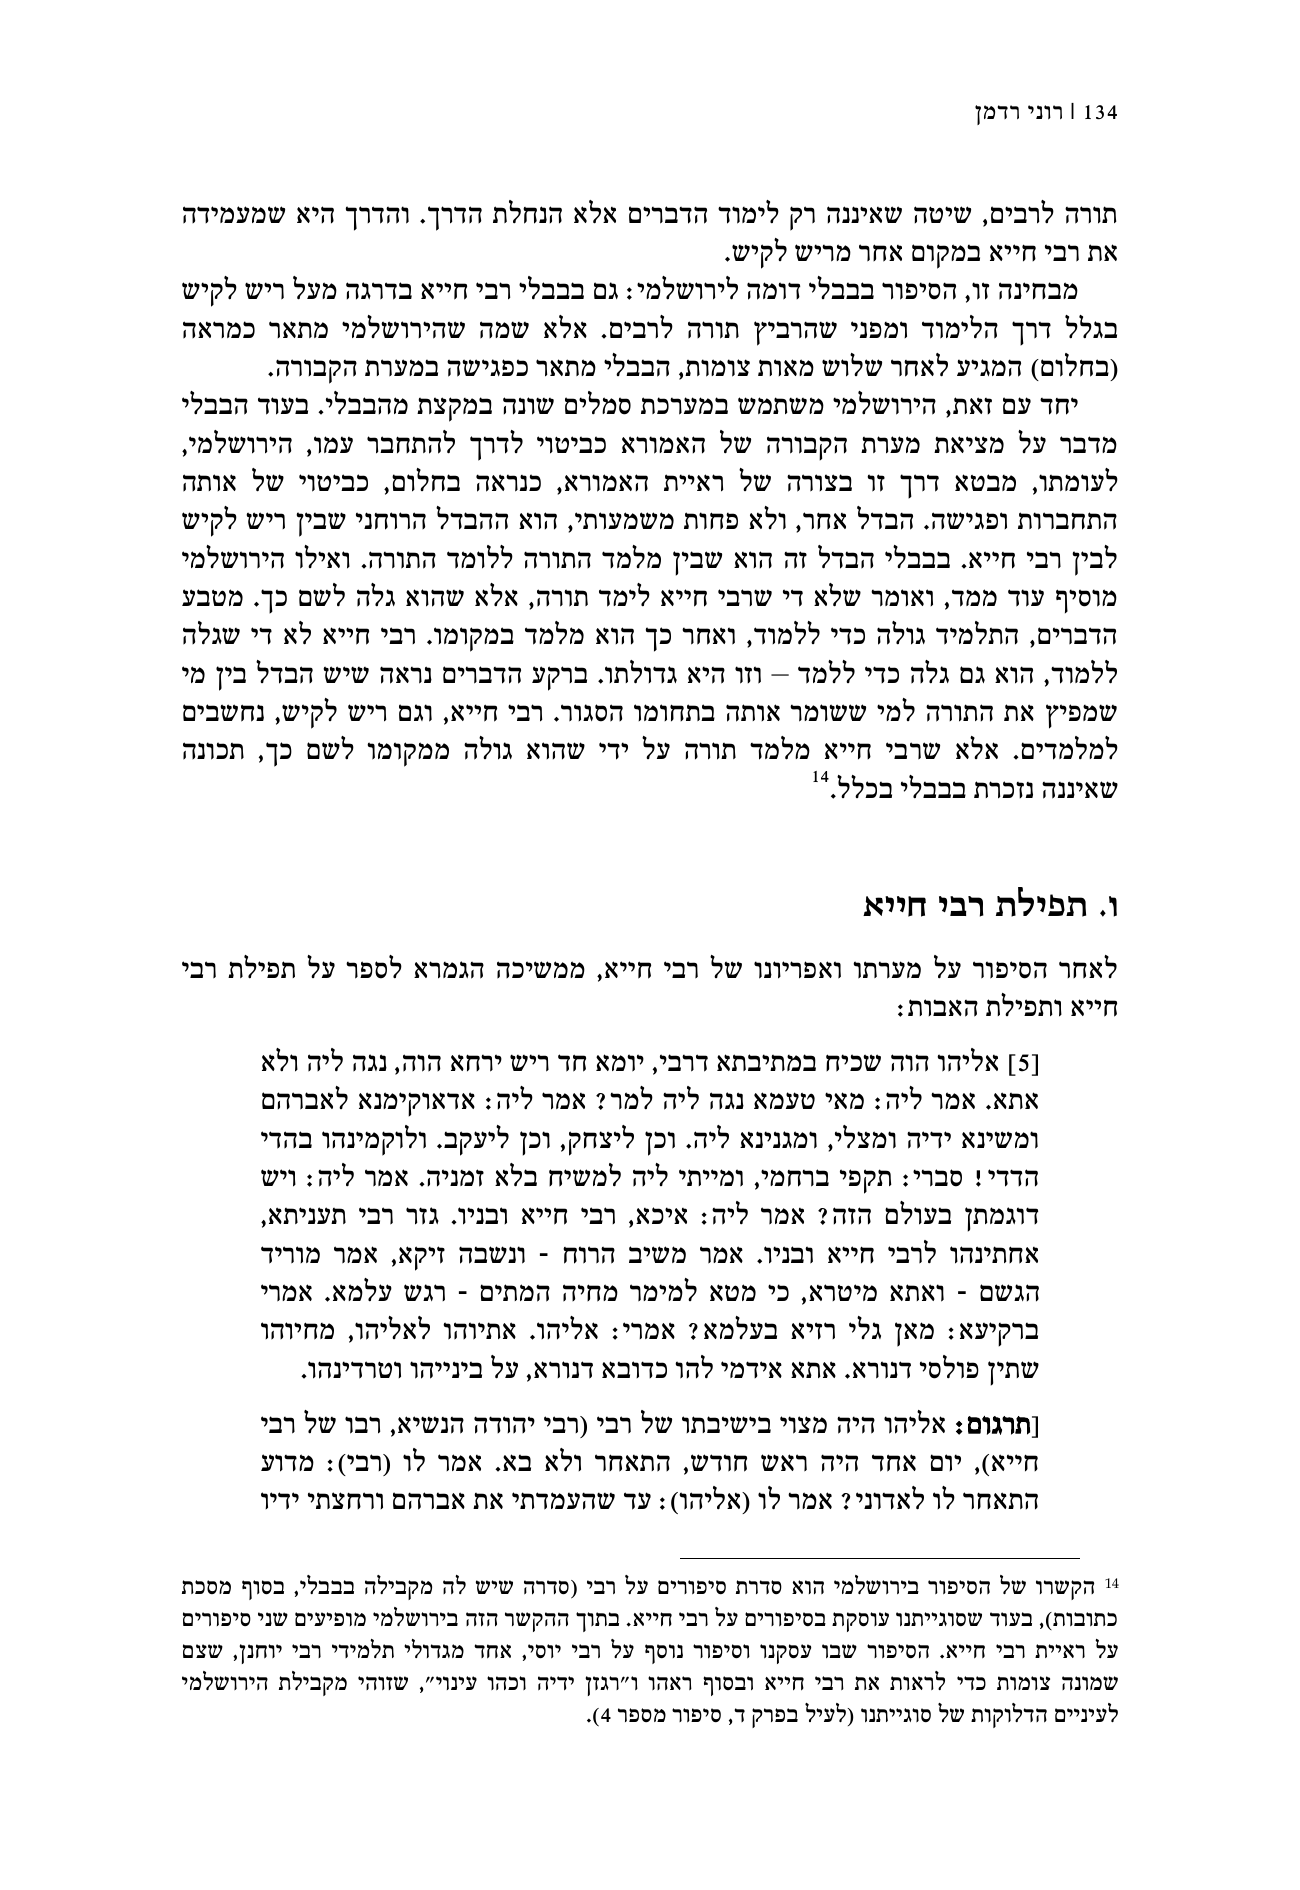 134 | רוני רדמן
תורה לרבים, שיטה שאיננה רק לימוד הדברים אלא הנחלת הדרך. והדרך היא שמעמידה
את רבי חייא במקום אחר מריש לקיש.
מבחינה זו, הסיפור בבבלי דומה לירושלמי: גם בבבלי רבי חייא בדרגה מעל ריש לקיש
בגלל דרך הלימוד ומפני שהרביץ תורה לרבים. אלא שמה שהירושלמי מתאר כמראה
(בחלום) המגיע לאחר שלוש מאות צומות, הבבלי מתאר כפגישה במערת הקבורה.
יחד עם זאת, הירושלמי משתמש במערכת סמלים שונה במקצת מהבבלי. בעוד הבבלי
מדבר על מציאת מערת הקבורה של האמורא כביטוי לדרך להתחבר עמו, הירושלמי,
לעומתו, מבטא דרך זו בצורה של ראיית האמורא, כנראה בחלום, כביטוי של אותה
התחברות ופגישה. הבדל אחר, ולא פחות משמעותי, הוא ההבדל הרוחני שבין ריש לקיש
לבין רבי חייא. בבבלי הבדל זה הוא שבין מלמד התורה ללומד התורה. ואילו הירושלמי
מוסיף עוד ממד, ואומר שלא די שרבי חייא לימד תורה, אלא שהוא גלה לשם כך. מטבע
הדברים, התלמיד גולה כדי ללמוד, ואחר כך הוא מלמד במקומו. רבי חייא לא די שגלה
ללמוד, הוא גם גלה כדי ללמד – וזו היא גדולתו. ברקע הדברים נראה שיש הבדל בין מי
שמפיץ את התורה למי ששומר אותה בתחומו הסגור. רבי חייא, וגם ריש לקיש, נחשבים
למלמדים. אלא שרבי חייא מלמד תורה על ידי שהוא גולה ממקומו לשם כך, תכונה
שאיננה נזכרת בבבלי בכלל.14
ו. תפילת רבי חייא
לאחר הסיפור על מערתו ואפריונו של רבי חייא, ממשיכה הגמרא לספר על תפילת רבי
חייא ותפילת האבות:
[5] אליהו הוה שכיח במתיבתא דרבי, יומא חד ריש ירחא הוה, נגה ליה ולא
אתא. אמר ליה: מאי טעמא נגה ליה למר? אמר ליה: אדאוקימנא לאברהם
ומשינא ידיה ומצלי, ומגנינא ליה. וכן ליצחק, וכן ליעקב. ולוקמינהו בהדי
הדדי! סברי: תקפי ברחמי, ומייתי ליה למשיח בלא זמניה. אמר ליה: ויש
דוגמתן בעולם הזה? אמר ליה: איכא, רבי חייא ובניו. גזר רבי תעניתא,
אחתינהו לרבי חייא ובניו. אמר משיב הרוח - ונשבה זיקא, אמר מוריד
הגשם - ואתא מיטרא, כי מטא למימר מחיה המתים - רגש עלמא. אמרי
ברקיעא: מאן גלי רזיא בעלמא? אמרי: אליהו. אתיוהו לאליהו, מחיוהו
שתין פולסי דנורא. אתא אידמי להו כדובא דנורא, על בינייהו וטרדינהו.
[תרגום: אליהו היה מצוי בישיבתו של רבי (רבי יהודה הנשיא, רבו של רבי
חייא), יום אחד היה ראש חודש, התאחר ולא בא. אמר לו (רבי): מדוע
התאחר לו לאדוני? אמר לו (אליהו): עד שהעמדתי את אברהם ורחצתי ידיו
14 הקשרו של הסיפור בירושלמי הוא סדרת סיפורים על רבי (סדרה שיש לה מקבילה בבבלי, בסוף מסכת
כתובות), בעוד שסוגייתנו עוסקת בסיפורים על רבי חייא. בתוך ההקשר הזה בירושלמי מופיעים שני סיפורים
על ראיית רבי חייא. הסיפור שבו עסקנו וסיפור נוסף על רבי יוסי, אחד מגדולי תלמידי רבי יוחנן, שצם
שמונה צומות כדי לראות את רבי חייא ובסוף ראהו ו״רגזן ידיה וכהו עינוי״, שזוהי מקבילת הירושלמי
לעיניים הדלוקות של סוגייתנו (לעיל בפרק ד, סיפור מספר 4).